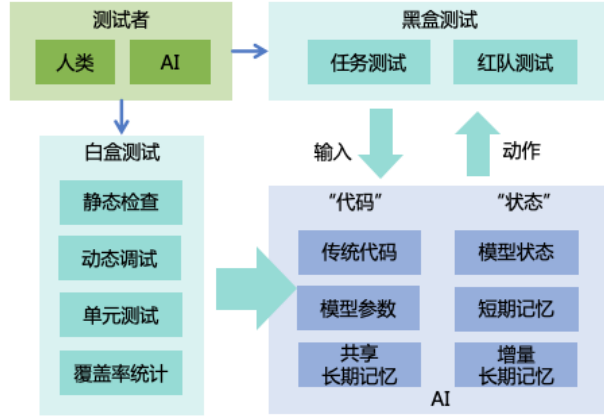 测试者
人类
AI
黑盒测试
任务测试
红队测试
输入
动作
白盒测试
静态检查
动态调试
单元测试
覆盖率统计
“代码”
传统代码
模型参数
共享
长期记忆
“状态”
模型状态
短期记忆
增量
长期记忆
AI